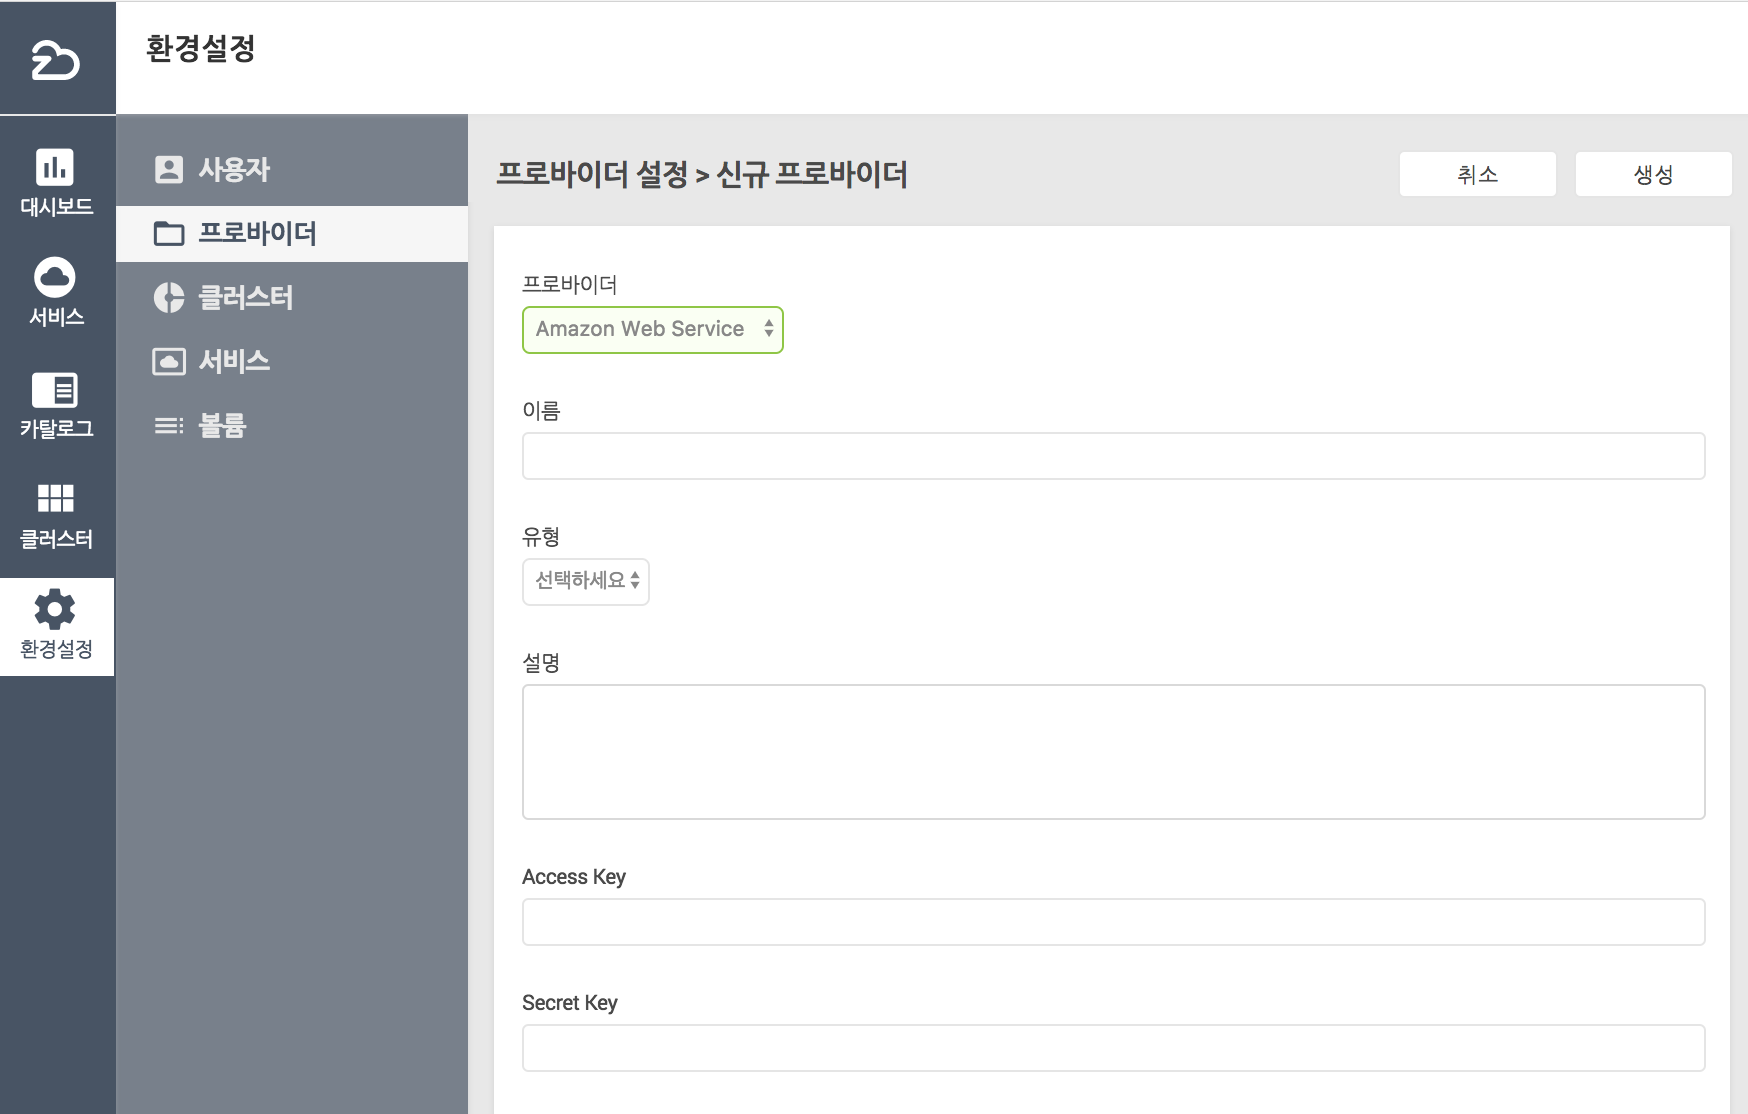 환경설정
대시보드
서비스
카탈로그
클러스터
환경설정
사용자
프로바이더
클러스터
서비스
볼륨
프로바이더 설정 > 신규 프로바이더
취소
생성
프로바이더
Amazon Web Service
이름
유형
선택하세요
설명
Access Key
Secret Key